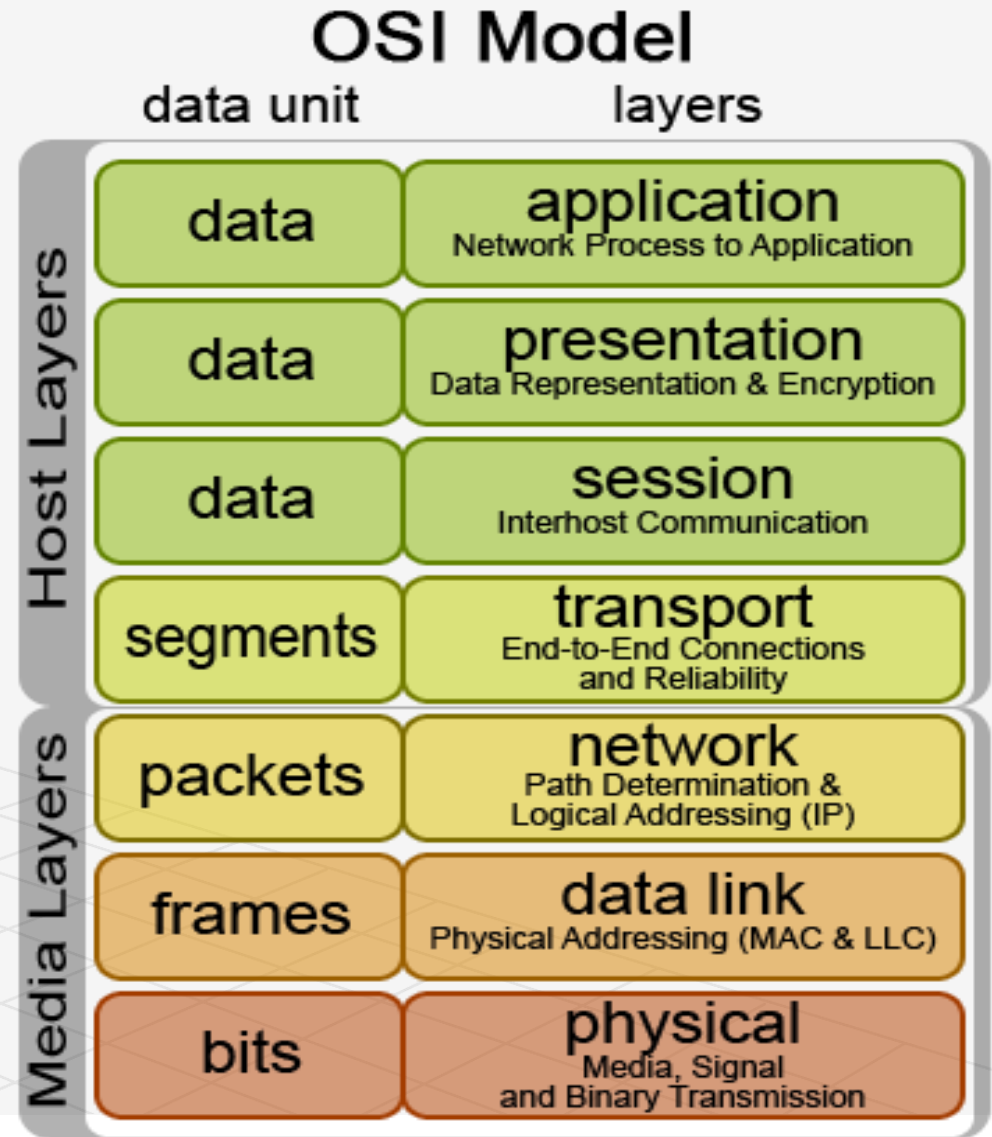 OSI Model
data unit layers
Host Layers
data
application
Network Process to Application
data
presentation
Data Representation & Encryption
data
session
Interhost Communication
segments
transport
End-to-End Connections
and Reliability
Media Layers
packets
network
Path Determination &
Logical Addressing (IP)
frames
data link
Physical Addressing (MAC & LLC)
bits
physical
Media, Signal
and Binary Transmission